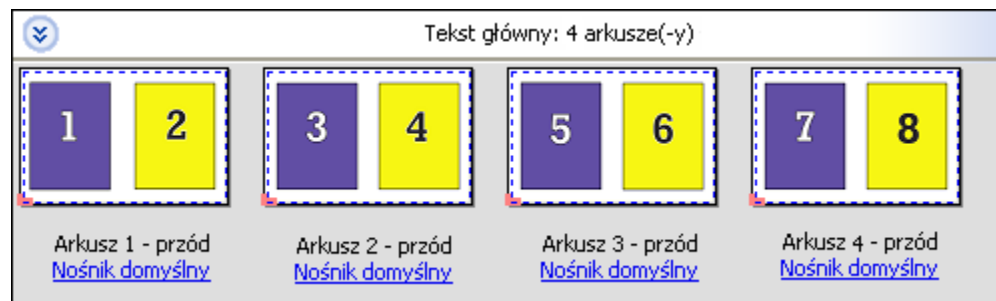 Tekst główny: 4 arkusze(-y)
1 2 3 4 5 6 7 8
Arkusz 1 - przód Arkusz 2 - przód Arkusz 3 - przód Arkusz 4 - przód
Nośnik domyślny Nośnik domyślny Nośnik domyślny Nośnik domyślny